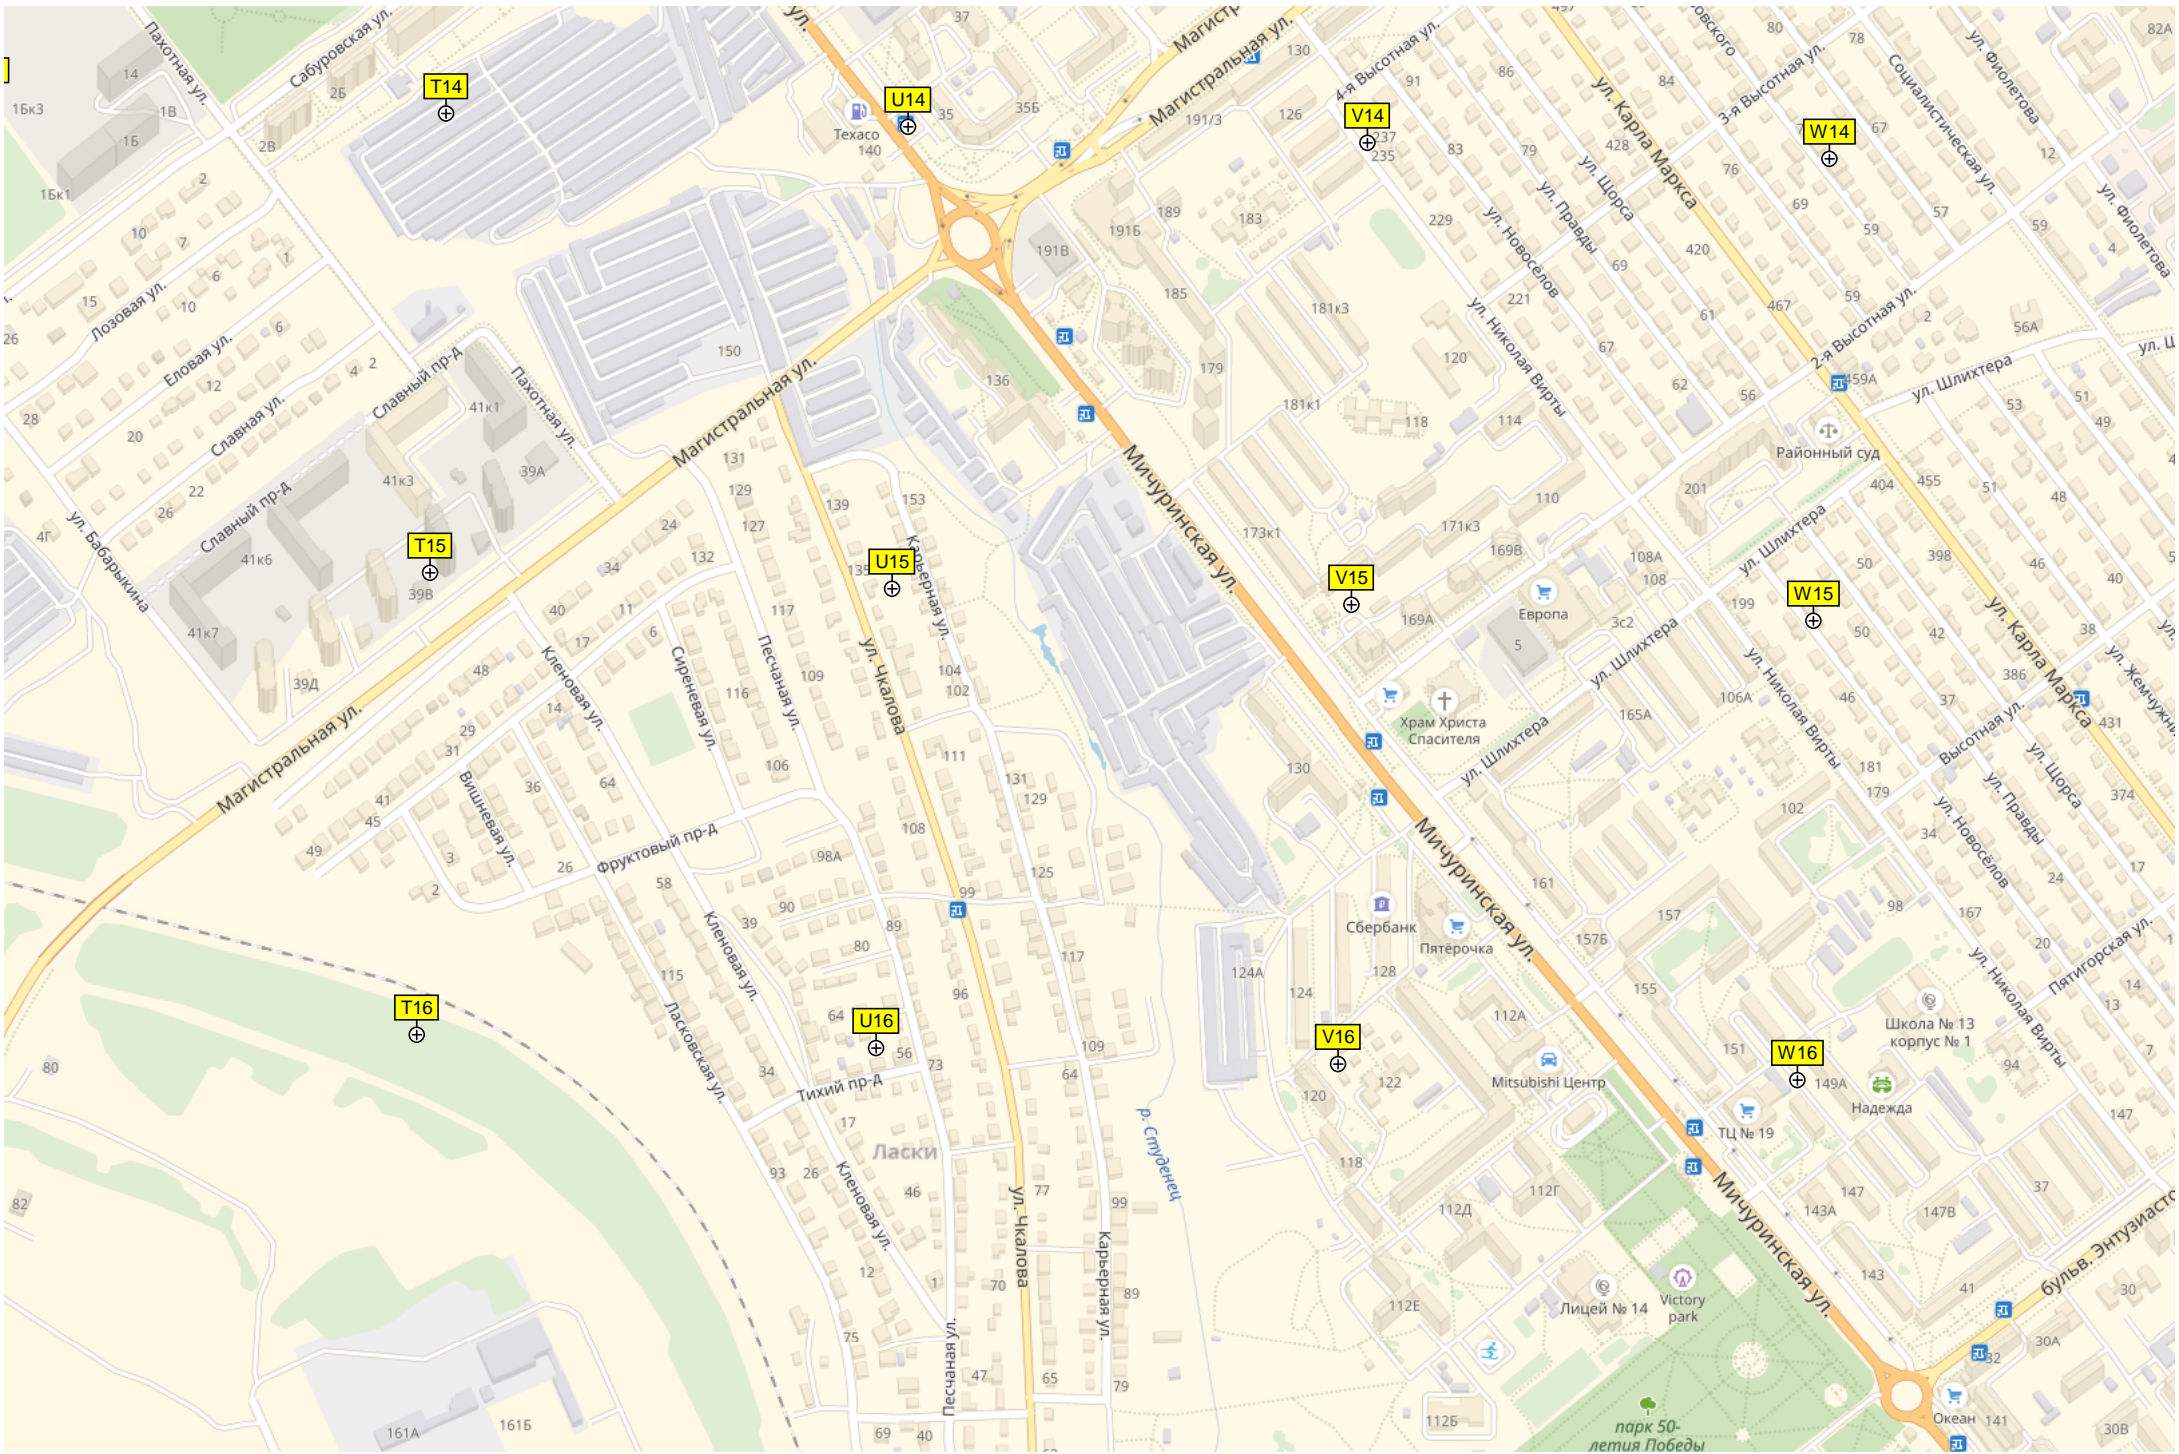 Пахотная ул.
Сабуровская ул.
14
1Бк3
1В
1Б
1Бк1
2Б
2В
T14
ул.
37
35Б
35
U14
Texaco
140
Магистральная ул.
130
126
191/3
4-я Высотная ул.
V14
237
235
91
86
84
83
79
ул. Карла Маркса
428
80
78
82А
3-я Высотная ул.
Социалистическая ул.
ул. Фиолетова
W14
67
76
69
59
57
12
59
4
ул. Фиолетова
2
10
7
1
6
10
15
Лозовая ул.
26
6
Еловая ул.
12
4
2
Славный пр-д
Славная ул.
28
20
22
26
41к1
Пахотная ул.
39А
41к3
Славный пр-д
4Г
ул. Бабарыкина
41к6
41к7
T15
39В
39Д
150
Магистральная ул.
191В
191Б
189
183
185
181к3
179
181к1
136
229
221
ул. Новосёлов
ул. Правды
ул. Щорса
69
420
467
61
67
62
56
ул. Николая Вирты
120
118
114
110
59
2
2-я Высотная ул.
56А
459А
ул. Шлихтера
ул. Ш
Районный суд
53
51
49
201
404
455
51
48
398
40
38
131
129
127
139
153
24
132
34
40
11
17
6
48
135
U15
Карьерная ул.
Мичуринская ул.
173к1
171к3
169В
V15
169А
Европа
5
3с2
108А
108
199
ул. Шлихтера
50
50
42
W15
ул. Карла Маркса
ул. Жемчужн
117
109
Песчаная ул.
Сиреневая ул.
116
106
ул. Чкалова
104
102
111
131
129
Кленовая ул.
14
29
31
36
64
41
45
49
Вишневая ул.
3
2
26
Магистральная ул.
Фруктовый пр-д
Храм Христа
Спасителя
ул. Шлихтера
ул. Шлихтера
165А
106А
ул. Николая Вирты
46
37
386
431
Высотная ул.
181
179
ул. Щорса
ул. Правды
374
ул. Новосёлов
34
17
24
102
98
167
20
130
161
157
157Б
Мичуринская ул.
Сбербанк
Пятёрочка
98А
108
125
58
39
90
99
89
80
115
Кленовая ул.
117
96
T16
64
U16
56
73
109
64
80
Ласковская ул.
34
Тихий пр-д
17
Ласки
93
26
46
77
99
82
12
1
70
89
75
Кленовая ул.
ул. Чкалова
Карьерная ул.
Песчаная ул.
47
65
79
69
40
161А
161Б
р. Студенец
124А
124
128
V16
122
120
118
112А
Mitsubishi Центр
112Г
112Д
112Е
112Б
155
151
W16
149А
ТЦ № 19
Школа № 13
корпус № 1
Надежда
94
ул. Николая Вирты
Пятигорская ул.
14
13
7
147
37
147
143А
147В
143
41
Мичуринская ул.
бульв. Энтузиасто
Лицей № 14
Victory
park
30
30А
32
Океан
141
30В
парк 50-
летия Победы